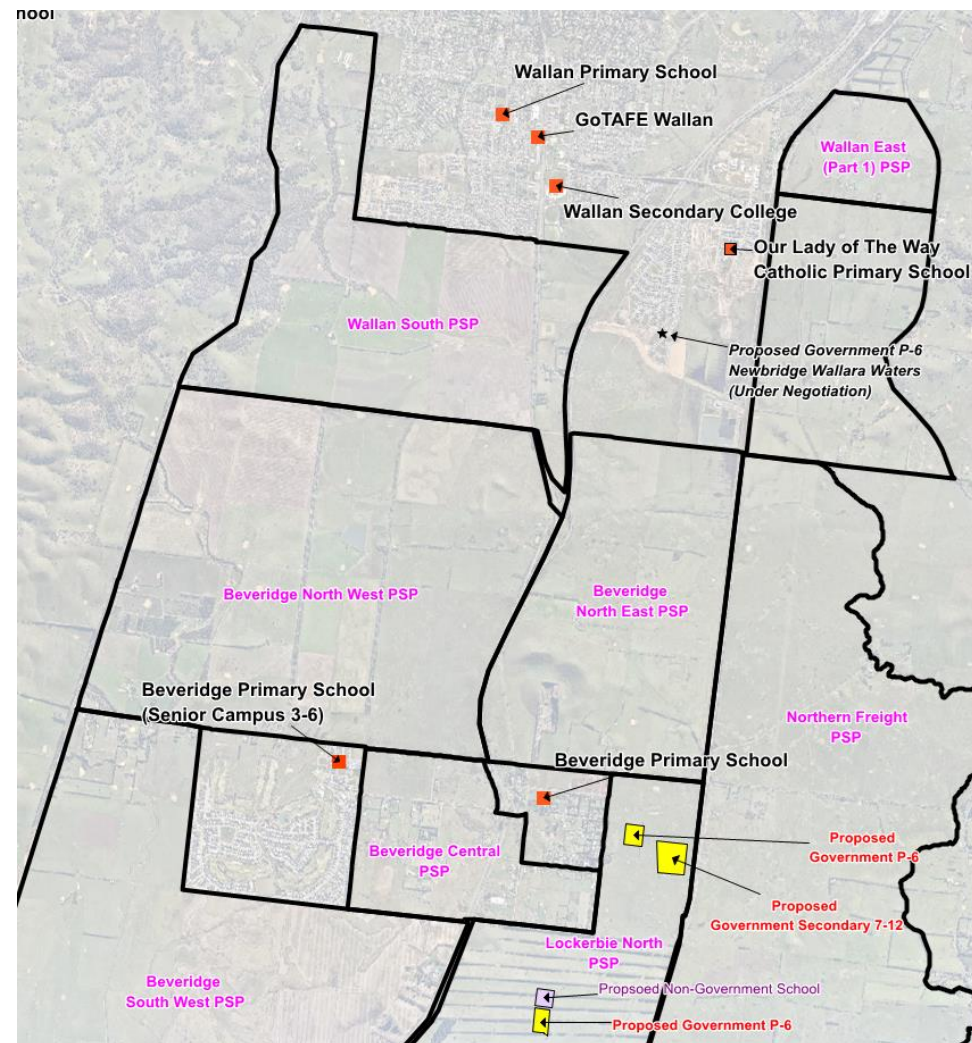 hool
Wallan Primary School
GoTAFE Wallan
Wallan East
(Part 1) PSP
Wallan Secondary College
Our Lady of The Way
Catholic Primary School
Wallan South PSP
Proposed Government P-6
Newbridge Wallara Waters
(Under Negotiation)
Beveridge North West PSP
Beveridge
North East PSP
Beveridge Primary School
(Senior Campus 3-6)
Northern Freight
PSP
Beveridge Primary School
Proposed
Government P-6
Beveridge Central
PSP
Proposed
Government Secondary 7-12
Lockerbie North
PSP
Beveridge
South West PSP
Propsoed Non-Government School
Proposed Government P-6